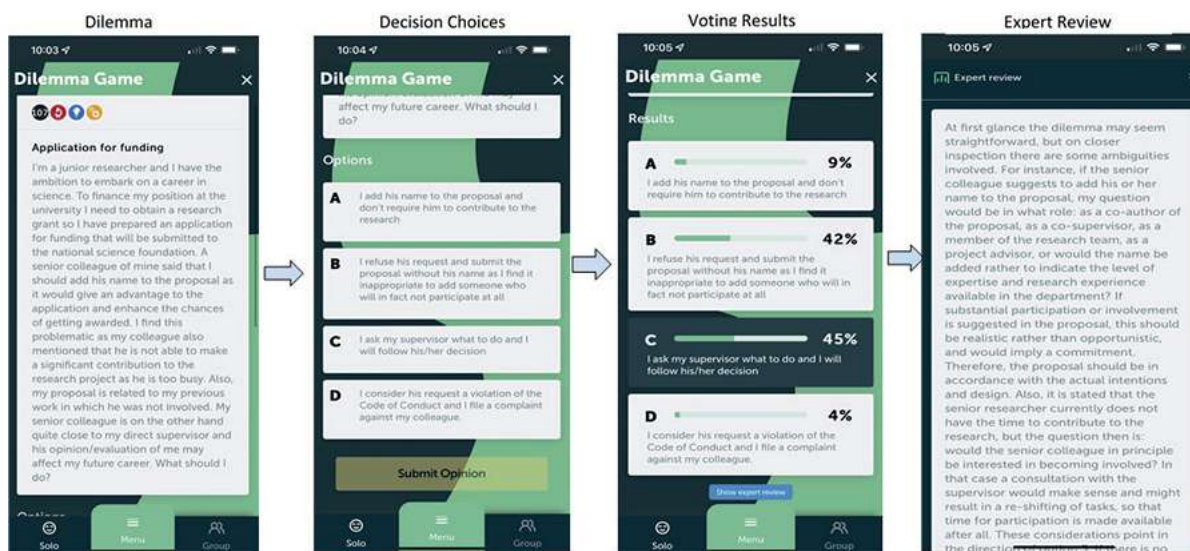 Dilemma
10:03
Dilemma Game
107
Application for funding
I'm a junior researcher and I have the
ambition to embark on a career in
science. To finance my position at the
university I need to obtain a research
grant so I have prepared an application
for funding that will be submitted to
the national science foundation. A
senior colleague of mine said that I
should add his name to the proposal as
it would give an advantage to the
application and enhance the chances
of getting awarded. I find this
problematic as my colleague also
mentioned that he is not able to make
a significant contribution to the
research project as he is too busy. Also,
my proposal is related to my previous
work in which he was not involved. My
senior colleague is on the other hand
quite close to my direct supervisor and
his opinion/evaluation of me may
affect my future career. What should I
do?
Options
Solo
Menu
Group
Decision Choices
10:04
Dilemma Game
affect my future career. What should I
do?
Options
A
I add his name to the proposal and
don't require him to contribute to the
research
B
I refuse his request and submit the
proposal without his name as I find it
inappropriate to add someone who
will in fact not participate at all
C
I ask my supervisor what to do and I
will follow his/her decision
D
I consider his request a violation of the
Code of Conduct and I file a complaint
against my colleague.
Submit Opinion
Solo
Menu
Group
Voting Results
10:05
Dilemma Game
Results
A 9%
I add his name to the proposal and don't
require him to contribute to the research
B 42%
I refuse his request and submit the
proposal without his name as I find it
inappropriate to add someone who will in
fact not participate at all
C 45%
I ask my supervisor what to do and I will
follow his/her decision
D 4%
I consider his request a violation of the
Code of Conduct and I file a complaint
against my colleague.
Show expert review
Solo
Menu
Group
Expert Review
10:05
Expert review
At first glance the dilemma may seem
straightforward, but on closer
inspection there are some ambiguities
involved. For instance, if the senior
colleague suggests to add his or her
name to the proposal, my question
would be in what role: as a co-author of
the proposal, as a co-supervisor, as a
member of the research team, as a
project advisor, or would the name be
added rather to indicate the level of
expertise and research experience
available in the department? If
substantial participation or involvement
is suggested in the proposal, this should
be realistic rather than opportunistic,
and would imply a commitment.
Therefore, the proposal should be in
accordance with the actual intentions
and design. Also, it is stated that the
senior researcher currently does not
have the time to contribute to the
research, but the question then is:
would the senior colleague in principle
be interested in becoming involved? In
that case a consultation with the
supervisor would make sense and might
result in a re-shifting of tasks, so that
time for participation is made available
after all. These considerations point in
the direction